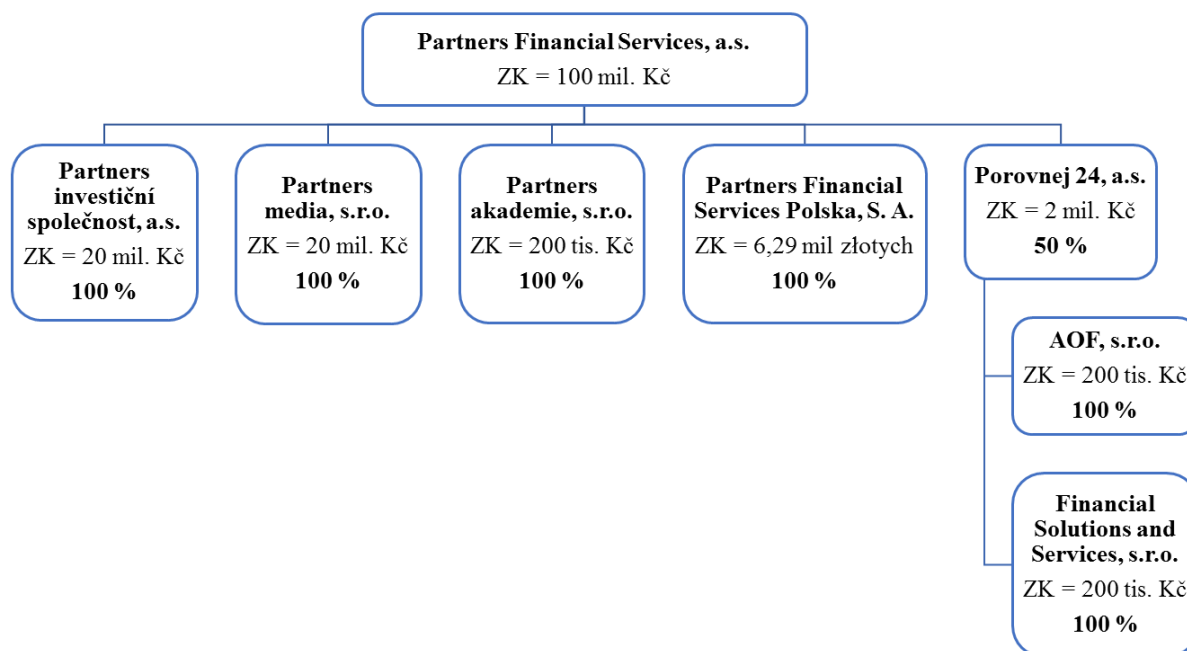 Partners Financial Services, a.s.
ZK = 100 mil. Kč
Partners
investiční
společnost, a.s.
ZK = 20 mil. Kč
100 %
Partners
media, s.r.o.
ZK = 20 mil. Kč
100 %
Partners
akademie, s.r.o.
ZK = 200 tis. Kč
100 %
Partners Financial
Services Polska, S. A.
ZK = 6,29 mil złotych
100 %
Porovnej 24, a.s.
ZK = 2 mil. Kč
50 %
AOF, s.r.o.
ZK = 200 tis. Kč
100 %
Financial
Solutions and
Services, s.r.o.
ZK = 200 tis. Kč
100 %